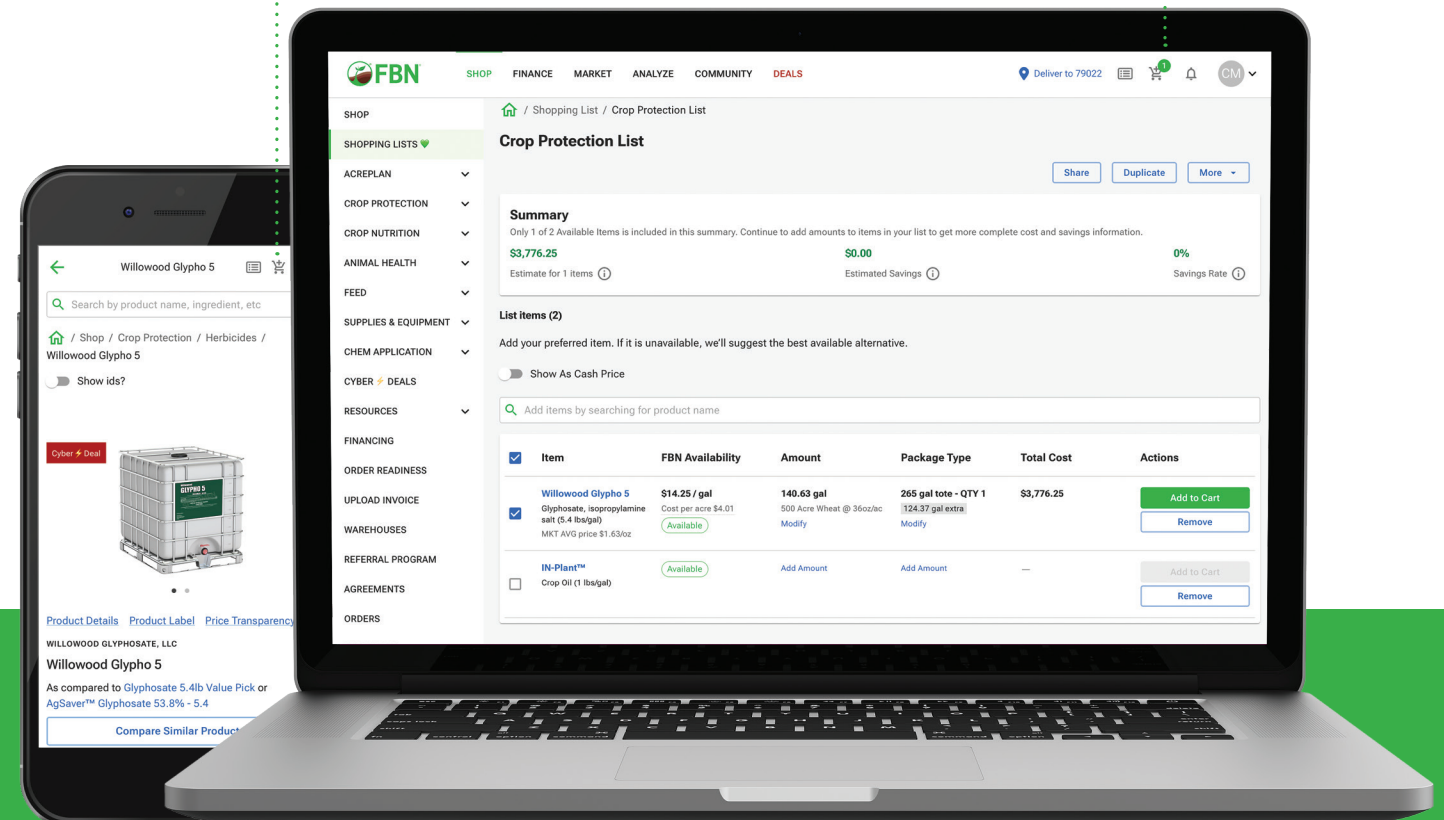 FBN
SHOP FINANCE MARKET ANALYZE COMMUNITY DEALS
Deliver to 79022
1
CM
SHOP
SHOPPING LISTS
ACREPLAN
CROP PROTECTION
CROP NUTRITION
ANIMAL HEALTH
FEED
SUPPLIES & EQUIPMENT
CHEM APPLICATION
CYBER ⚡ DEALS
RESOURCES
FINANCING
ORDER READINESS
UPLOAD INVOICE
WAREHOUSES
REFERRAL PROGRAM
AGREEMENTS
ORDERS
/ Shopping List / Crop Protection List
Crop Protection List
Share Duplicate More
Summary
Only 1 of 2 Available Items is included in this summary. Continue to add amounts to items in your list to get more complete cost and savings information.
$3,776.25 $0.00 0%
Estimate for 1 items Estimated Savings Savings Rate
List items (2)
Add your preferred item. If it is unavailable, we'll suggest the best available alternative.
Show As Cash Price
Add items by searching for product name
Item FBN Availability Amount Package Type Total Cost Actions
Willowood Glypho 5 $14.25 / gal 140.63 gal 265 gal tote - QTY 1 $3,776.25 Add to Cart
Glyphosate, isopropylamine Cost per acre $4.01 500 Acre Wheat @ 36oz/ac 124.37 gal extra
salt (5.4 lbs/gal) Available Modify Modify Remove
MKT AVG price $1.63/oz
IN-Plant™ Available Add Amount Add Amount — Add to Cart
Crop Oil (1 lbs/gal) Remove
Willowood Glypho 5
Search by product name, ingredient, etc
/ Shop / Crop Protection / Herbicides /
Willowood Glypho 5
Show ids?
Cyber ⚡ Deal
GLYPHO 5
Product Details Product Label Price Transparency
WILLOWOOD GLYPHOSATE, LLC
Willowood Glypho 5
As compared to Glyphosate 5.4lb Value Pick or
AgSaver™ Glyphosate 53.8% - 5.4
Compare Similar Product